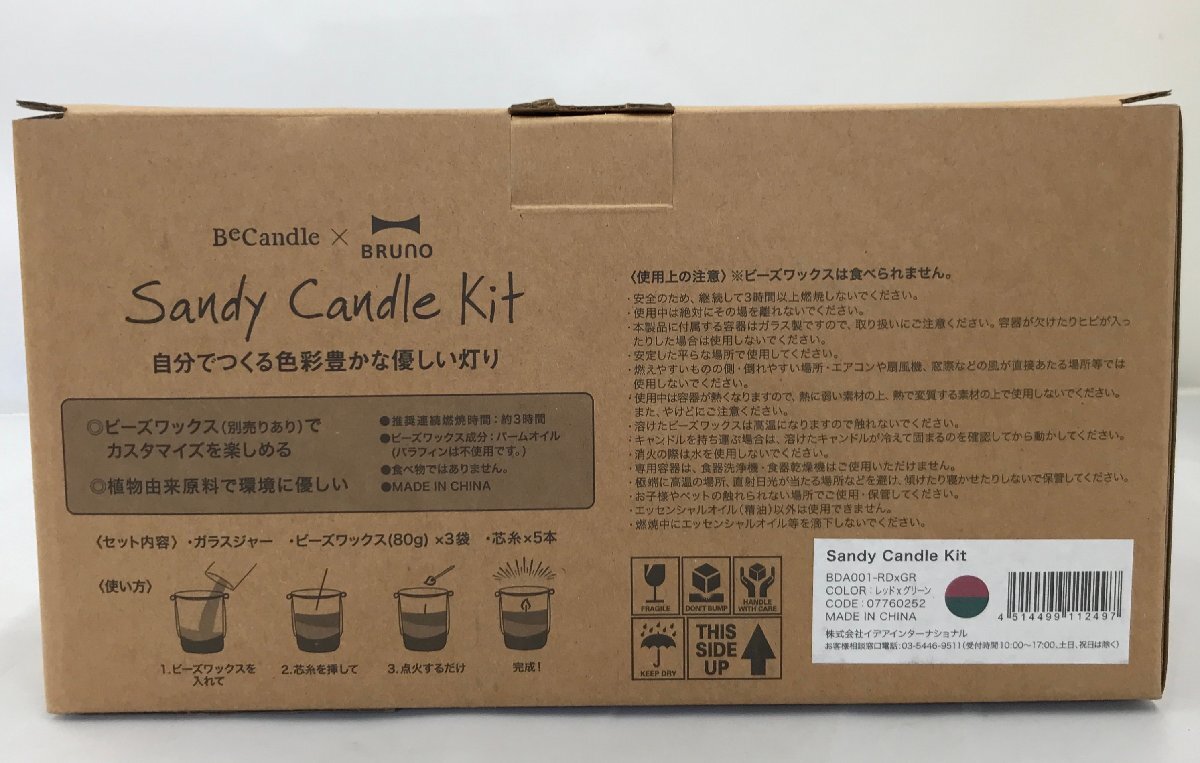 BeCandle × BRUNO
Sandy Candle Kit
自分でつくる色彩豊かな優しい灯り
◎ビーズワックス(別売りあり)で
カスタマイズを楽しめる
◎植物由来原料で環境に優しい
●推奨連続燃焼時間：約3時間
●ビーズワックス成分：パームオイル
(パラフィンは不使用です。)
●食べ物ではありません。
●MADE IN CHINA
〈セット内容〉・ガラスジャー ・ビーズワックス(80g)×3袋 ・芯糸×5本
〈使い方〉
1.ビーズワックスを
入れて
2.芯糸を挿して
3.点火するだけ
完成！
〈使用上の注意〉※ビーズワックスは食べられません。
・安全のため、継続して3時間以上燃焼しないでください。
・使用中は絶対にその場を離れないでください。
・本製品に付属する容器はガラス製ですので、取り扱いにご注意ください。容器が欠けたりヒビが入っ
たりした場合は使用しないでください。
・安定した平らな場所で使用してください。
・燃えやすいものの側・倒れやすい場所・エアコンや扇風機、窓際などの風が直接あたる場所等では
使用しないでください。
・使用中は容器が熱くなりますので、熱に弱い素材の上、熱で変質する素材の上で使用しないでください。
また、やけどにご注意ください。
・溶けたビーズワックスは高温になりますので触れないでください。
・キャンドルを持ち運ぶ場合は、溶けたキャンドルが冷えて固まるのを確認してから動かしてください。
・消火の際は水を使用しないでください。
・専用容器は、食器洗浄機・食器乾燥機はご使用いただけません。
・極端に高温の場所、直射日光が当たる場所などを避け、傾けたり寝かせたりしないで保管してください。
・お子様やペットの触れられない場所でご使用・保管してください。
・エッセンシャルオイル(精油)以外は使用できません。
・燃焼中にエッセンシャルオイル等を滴下しないでください。
FRAGILE
DON'T BUMP
HANDLE
WITH CARE
KEEP DRY
THIS
SIDE
UP
Sandy Candle Kit
BDA001-RDxGR
COLOR：レッドxグリーン
CODE：07760252
MADE IN CHINA
4 514499 112497
株式会社イデアインターナショナル
お客様相談窓口電話：03-5446-9511(受付時間10:00〜17:00、土日、祝日は除く)